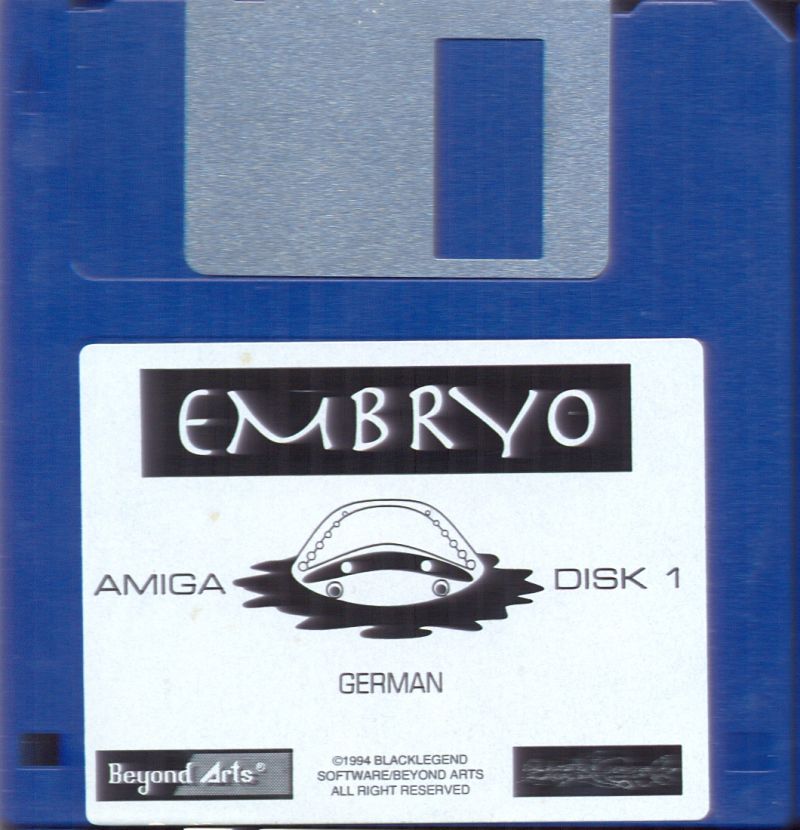 EMBRYO
AMIGA
DISK 1
GERMAN
Beyond Arts®
©1994 BLACKLEGEND
SOFTWARE/BEYOND ARTS
ALL RIGHT RESERVED